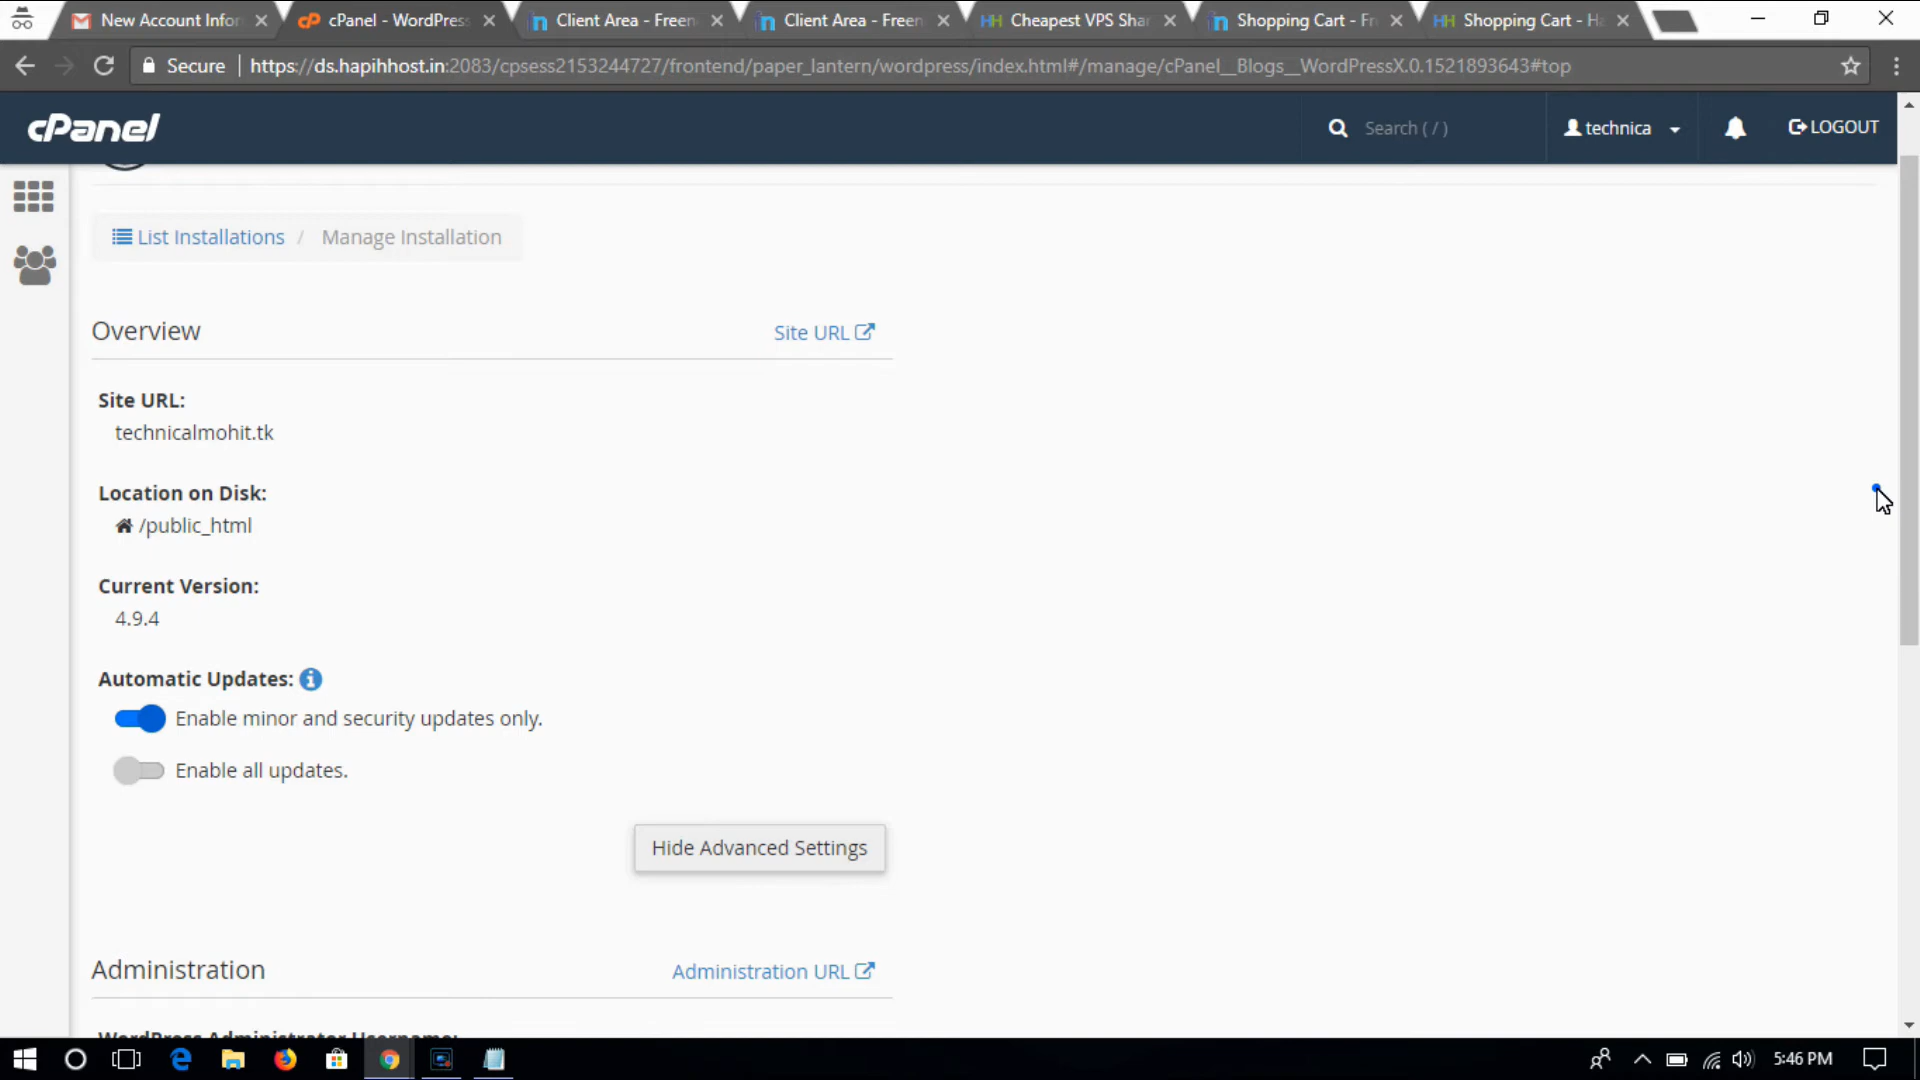 New Account Infor
cPanel - WordPress
Client Area - Freen
Client Area - Freen
Cheapest VPS Shar
Shopping Cart - Fr
Shopping Cart - Ha
Secure | https://ds.hapihhost.in:2083/cpsess2153244727/frontend/paper_lantern/wordpress/index.html#/manage/cPanel__Blogs__WordPressX.0.1521893643#top
cPanel
Search ( / )
technica
LOGOUT
List Installations / Manage Installation
Overview
Site URL
Site URL:
technicalmohit.tk
Location on Disk:
/public_html
Current Version:
4.9.4
Automatic Updates:
Enable minor and security updates only.
Enable all updates.
Hide Advanced Settings
Administration
Administration URL
WordPress Administrator Username:
5:46 PM